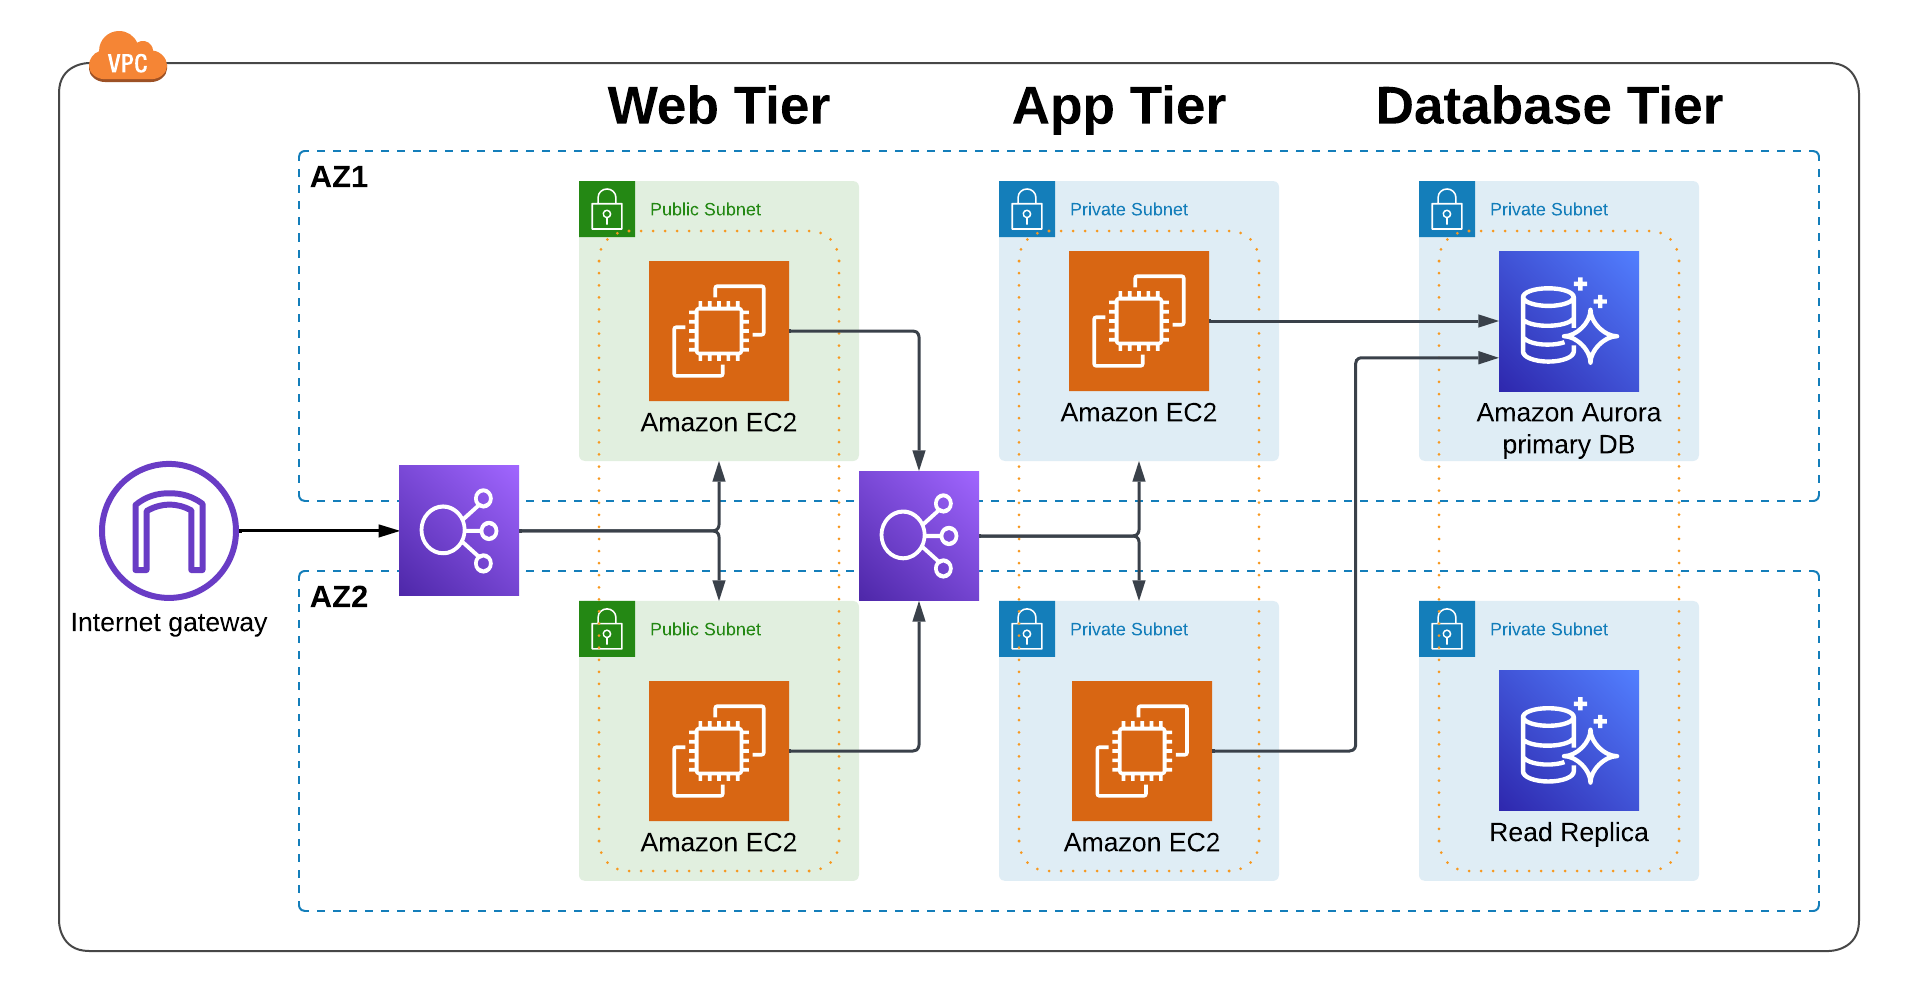 VPC
Web Tier
App Tier
Database Tier
AZ1
Public Subnet
Private Subnet
Private Subnet
Amazon EC2
Amazon EC2
Amazon Aurora
primary DB
Internet gateway
AZ2
Public Subnet
Private Subnet
Private Subnet
Amazon EC2
Amazon EC2
Read Replica